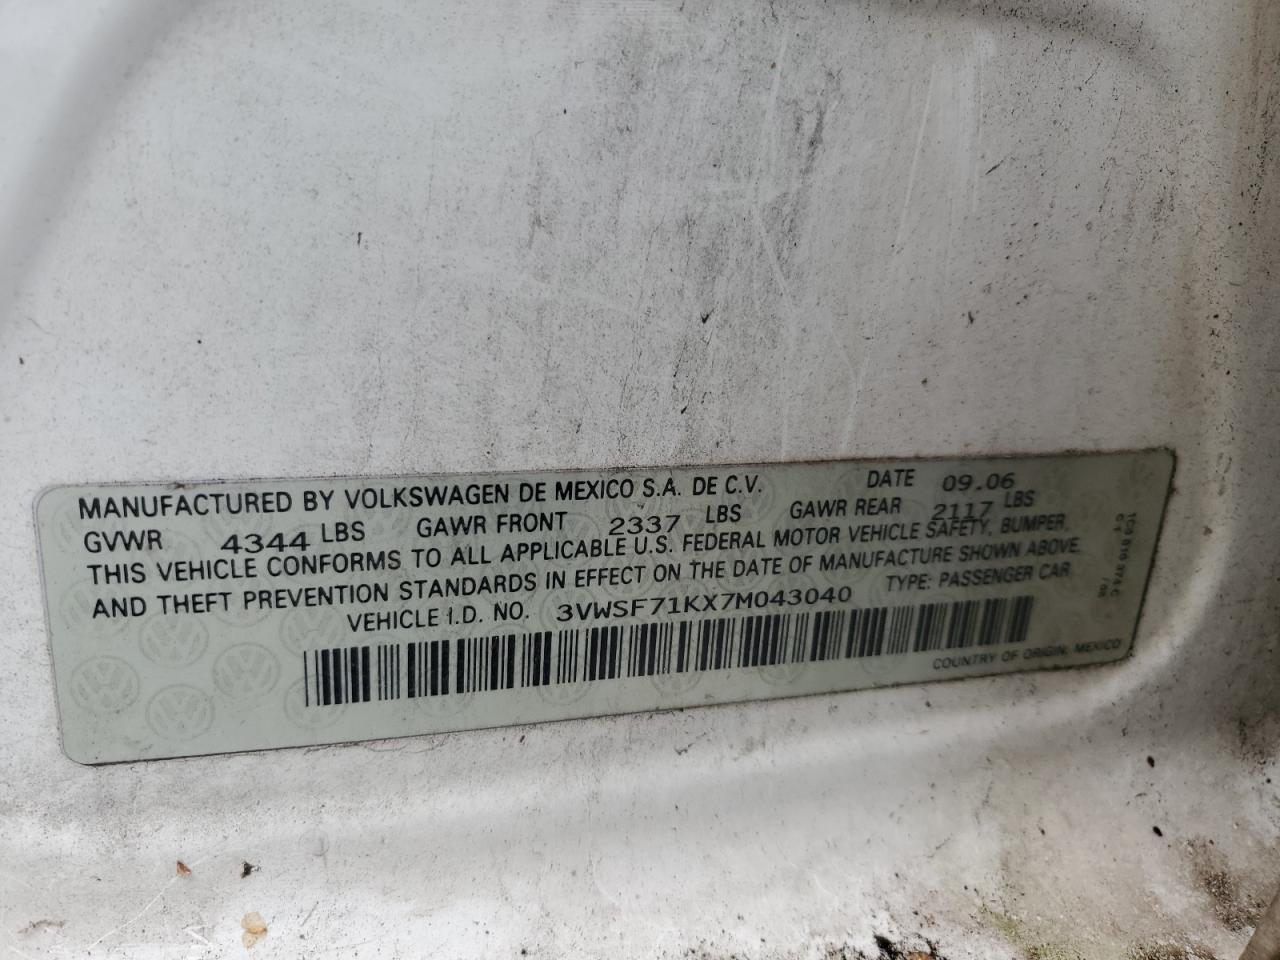 MANUFACTURED BY VOLKSWAGEN DE MEXICO S.A. DE C.V. DATE 09.06
GVWR 4344 LBS GAWR FRONT 2337 LBS GAWR REAR 2117 LBS
THIS VEHICLE CONFORMS TO ALL APPLICABLE U.S. FEDERAL MOTOR VEHICLE SAFETY, BUMPER,
AND THEFT PREVENTION STANDARDS IN EFFECT ON THE DATE OF MANUFACTURE SHOWN ABOVE.
VEHICLE I.D. NO. 3VWSF71KX7M043040 TYPE: PASSENGER CAR
COUNTRY OF ORIGIN: MEXICO